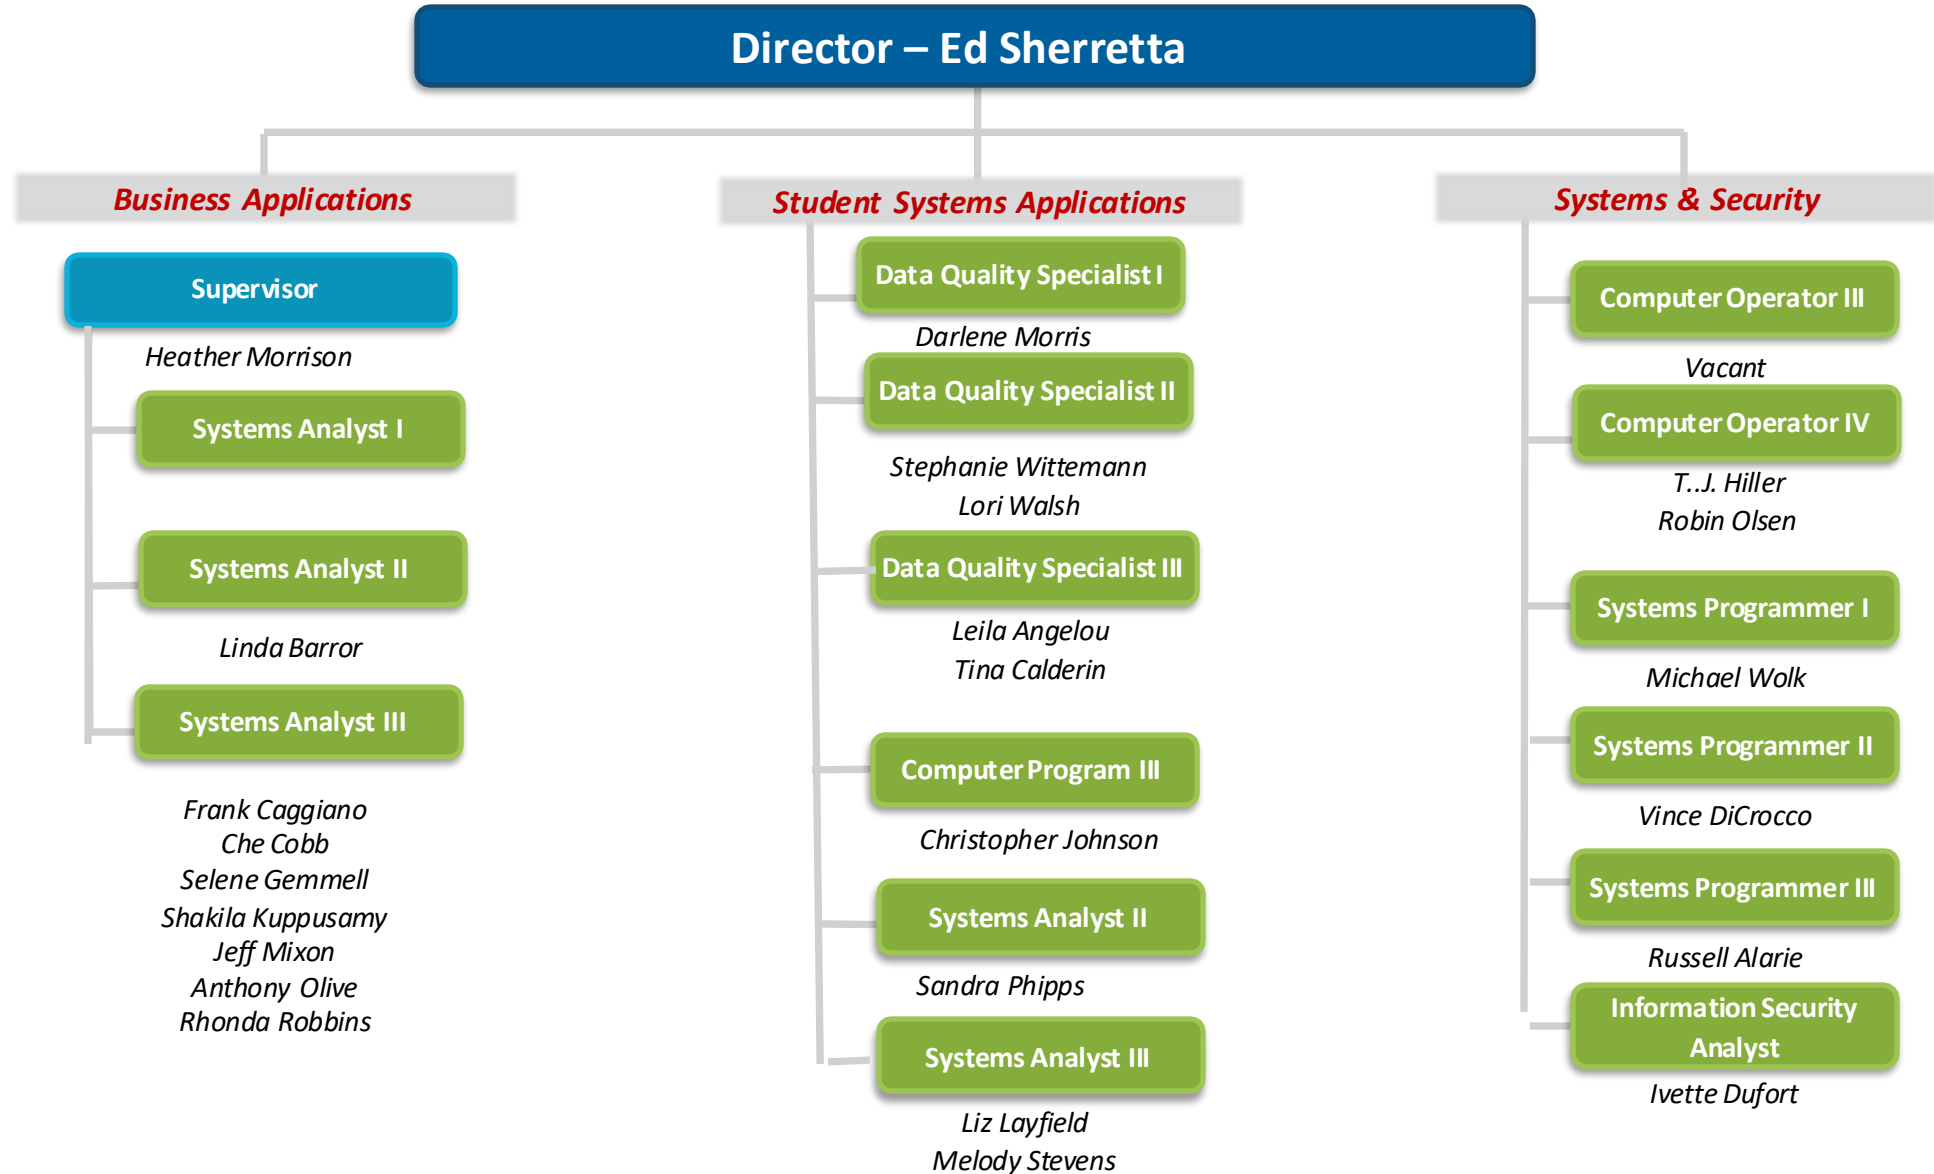 Director – Ed Sherretta
Business Applications
Supervisor
Heather Morrison
Systems Analyst I
Systems Analyst II
Linda Barror
Systems Analyst III
Frank Caggiano
Che Cobb
Selene Gemmell
Shakila Kuppusamy
Jeff Mixon
Anthony Olive
Rhonda Robbins
Student Systems Applications
Data Quality Specialist I
Darlene Morris
Data Quality Specialist II
Stephanie Wittemann
Lori Walsh
Data Quality Specialist III
Leila Angelou
Tina Calderin
Computer Program III
Christopher Johnson
Systems Analyst II
Sandra Phipps
Systems Analyst III
Liz Layfield
Melody Stevens
Systems & Security
Computer Operator III
Vacant
Computer Operator IV
T..J. Hiller
Robin Olsen
Systems Programmer I
Michael Wolk
Systems Programmer II
Vince DiCrocco
Systems Programmer III
Russell Alarie
Information Security
Analyst
Ivette Dufort